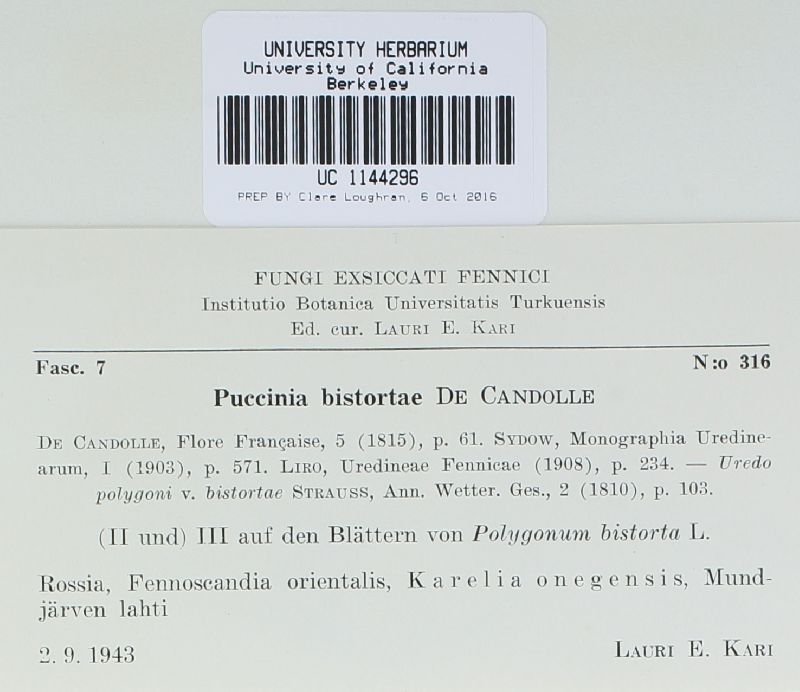 UNIVERSITY HERBARIUM
University of California
Berkeley
UC 1144296
PREP BY Clare Loughran, 6 Oct 2016
FUNGI EXSICCATI FENNICI
Institutio Botanica Universitatis Turkuensis
Ed. cur. LAURI E. KARI
Fasc. 7 N:o 316
Puccinia bistortae DE CANDOLLE
DE CANDOLLE, Flore Française, 5 (1815), p. 61. SYDOW, Monographia Uredine-
arum, I (1903), p. 571. LIRO, Uredineae Fennicae (1908), p. 234. — Uredo
polygoni v. bistortae STRAUSS, Ann. Wetter. Ges., 2 (1810), p. 103.
(II und) III auf den Blättern von Polygonum bistorta L.
Rossia, Fennoscandia orientalis, Karelia onegensis, Mund-
järven lahti
2. 9. 1943 LAURI E. KARI